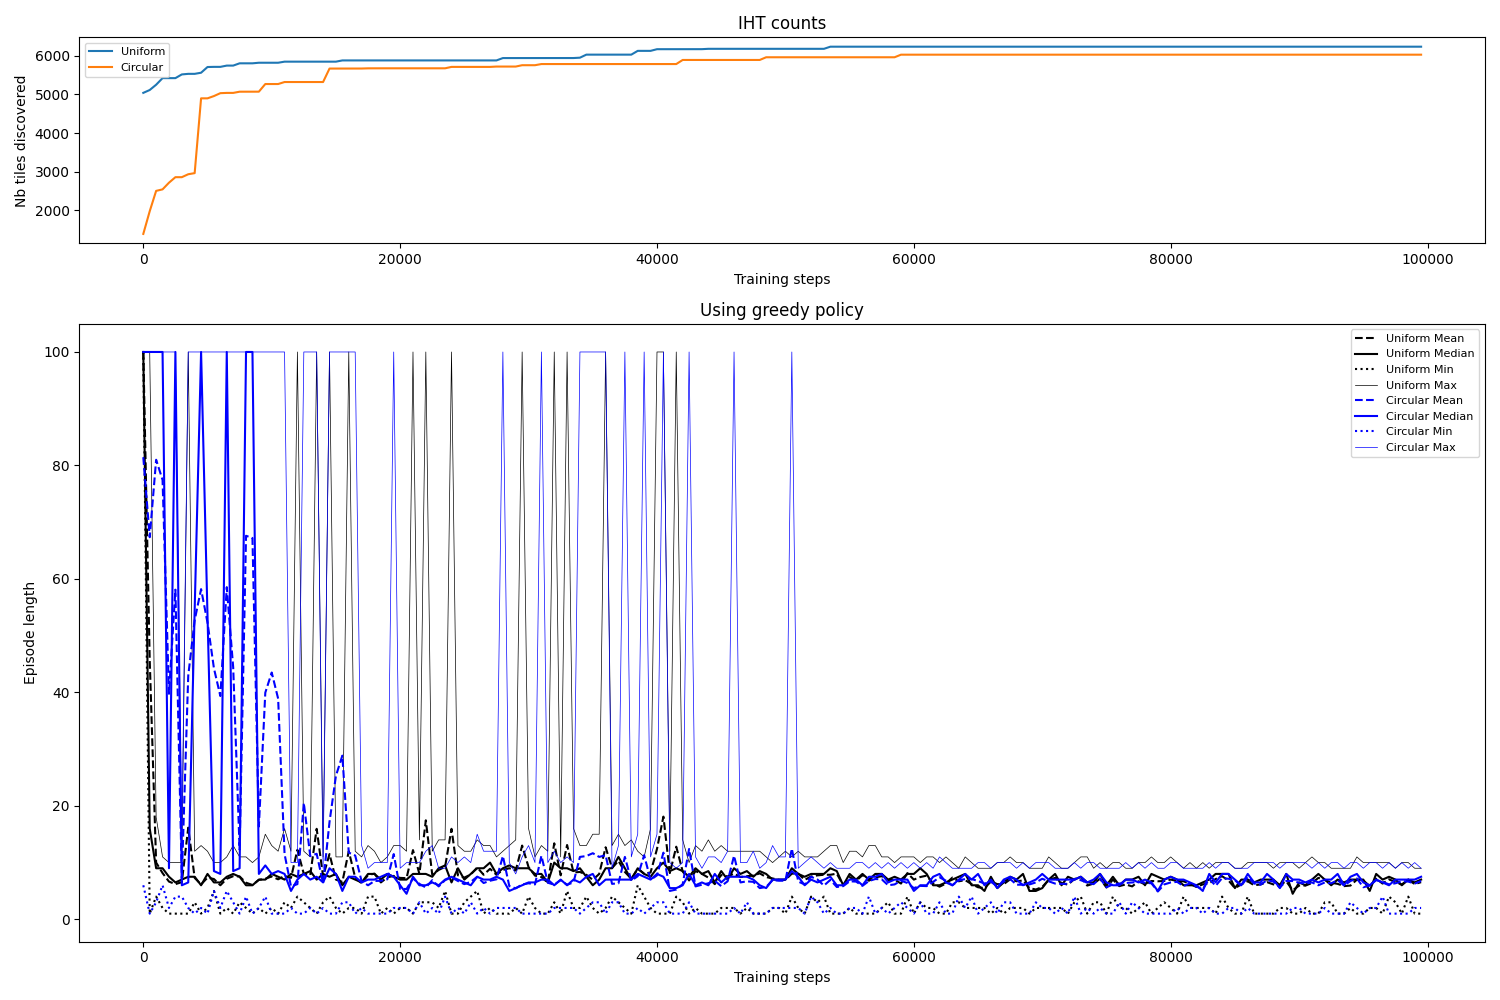 IHT counts
Uniform
Circular
Nb tiles discovered
6000
5000
4000
3000
2000
0
20000
40000
60000
80000
100000
Training steps
Using greedy policy
Uniform Mean
Uniform Median
Uniform Min
Uniform Max
Circular Mean
Circular Median
Circular Min
Circular Max
Episode length
100
80
60
40
20
0
0
20000
40000
60000
80000
100000
Training steps